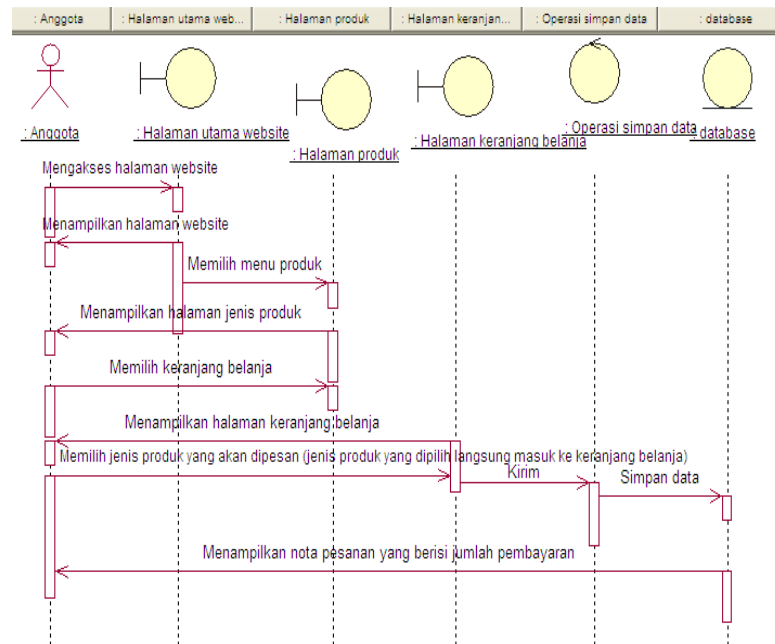 : Anggota
: Halaman utama web...
: Halaman produk
: Halaman keranjan...
: Operasi simpan data
: database
: Anggota
: Halaman utama website
: Halaman produk
: Halaman keranjang belanja
: Operasi simpan data
: database
Mengakses halaman website
Menampilkan halaman website
Memilih menu produk
Menampilkan halaman jenis produk
Memilih keranjang belanja
Menampilkan halaman keranjang belanja
Memilih jenis produk yang akan dipesan (jenis produk yang dipilih langsung masuk ke keranjang belanja)
Kirim
Simpan data
Menampilkan nota pesanan yang berisi jumlah pembayaran